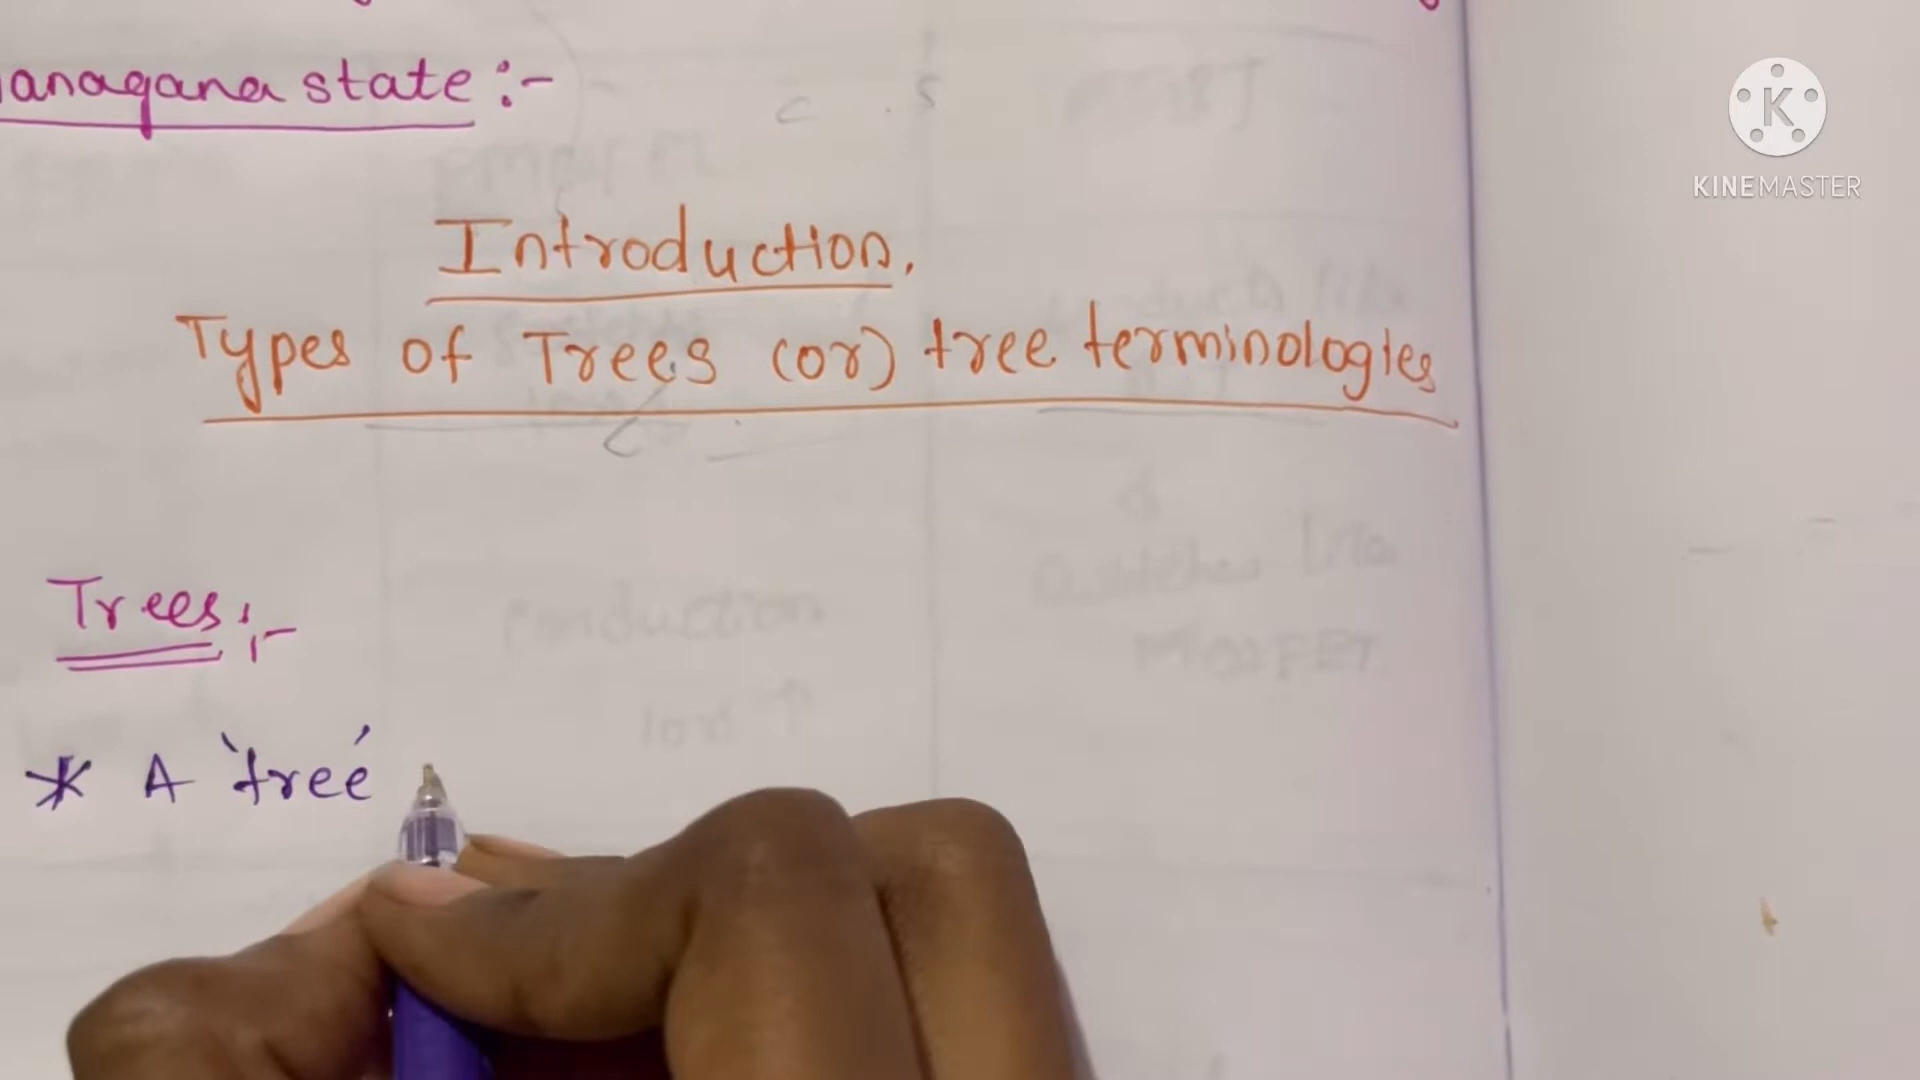 anagana state :-
Introduction.
Types of Trees (or) tree terminologies
Trees :-
* A `tree'
K
KINEMASTER